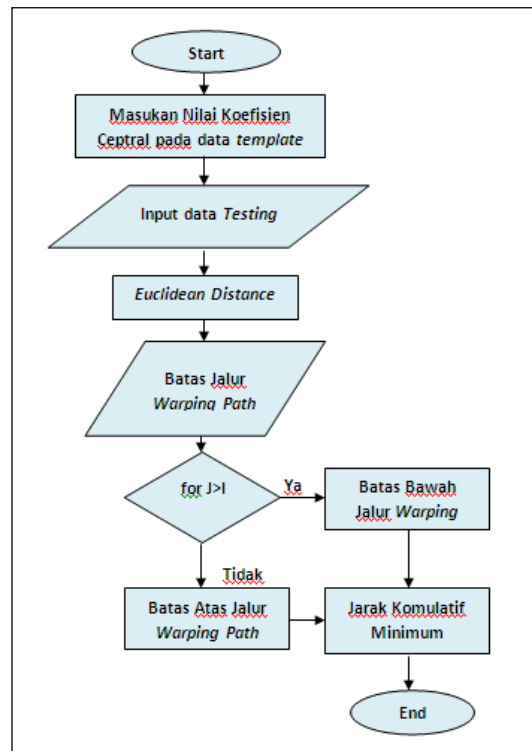 Start
Masukan Nilai Koefisien
Ceptral pada data template
Input data Testing
Euclidean Distance
Batas Jalur
Warping Path
for J>I
Ya
Batas Bawah
Jalur Warping
Tidak
Batas Atas Jalur
Warping Path
Jarak Komulatif
Minimum
End